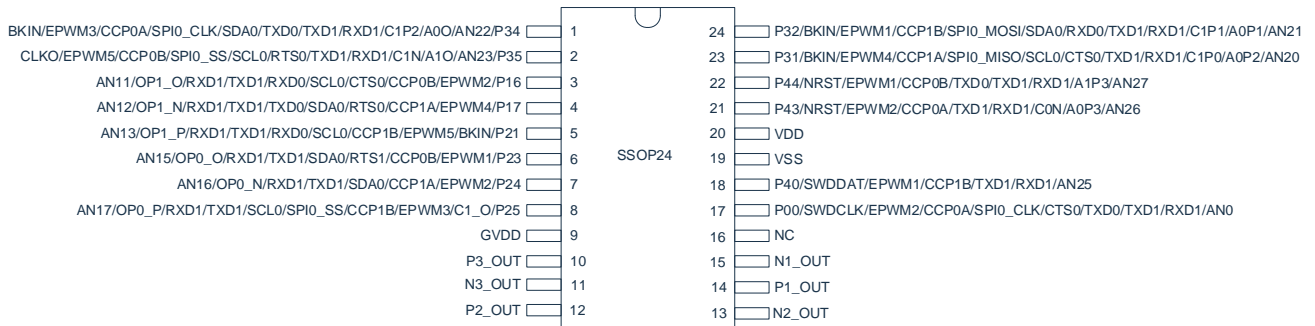 BKIN/EPWM3/CCP0A/SPI0_CLK/SDA0/TXD0/TXD1/RXD1/C1P2/A0O/AN22/P34 1
24 P32/BKIN/EPWM1/CCP1B/SPI0_MOSI/SDA0/RXD0/TXD1/RXD1/C1P1/A0P1/AN21
CLKO/EPWM5/CCP0B/SPI0_SS/SCL0/RTS0/TXD1/RXD1/C1N/A1O/AN23/P35 2
23 P31/BKIN/EPWM4/CCP1A/SPI0_MISO/SCL0/CTS0/TXD1/RXD1/C1P0/A0P2/AN20
AN11/OP1_O/RXD1/TXD1/RXD0/SCL0/CTS0/CCP0B/EPWM2/P16 3
22 P44/NRST/EPWM1/CCP0B/TXD0/TXD1/RXD1/A1P3/AN27
AN12/OP1_N/RXD1/TXD1/TXD0/SDA0/RTS0/CCP1A/EPWM4/P17 4
21 P43/NRST/EPWM2/CCP0A/TXD1/RXD1/C0N/A0P3/AN26
AN13/OP1_P/RXD1/TXD1/RXD0/SCL0/CCP1B/EPWM5/BKIN/P21 5
20 VDD
AN15/OP0_O/RXD1/TXD1/SDA0/RTS1/CCP0B/EPWM1/P23 6
SSOP24
19 VSS
AN16/OP0_N/RXD1/TXD1/SDA0/CCP1A/EPWM2/P24 7
18 P40/SWDDAT/EPWM1/CCP1B/TXD1/RXD1/AN25
AN17/OP0_P/RXD1/TXD1/SCL0/SPI0_SS/CCP1B/EPWM3/C1_O/P25 8
17 P00/SWDCLK/EPWM2/CCP0A/SPI0_CLK/CTS0/TXD0/TXD1/RXD1/AN0
GVDD 9
16 NC
P3_OUT 10
15 N1_OUT
N3_OUT 11
14 P1_OUT
P2_OUT 12
13 N2_OUT